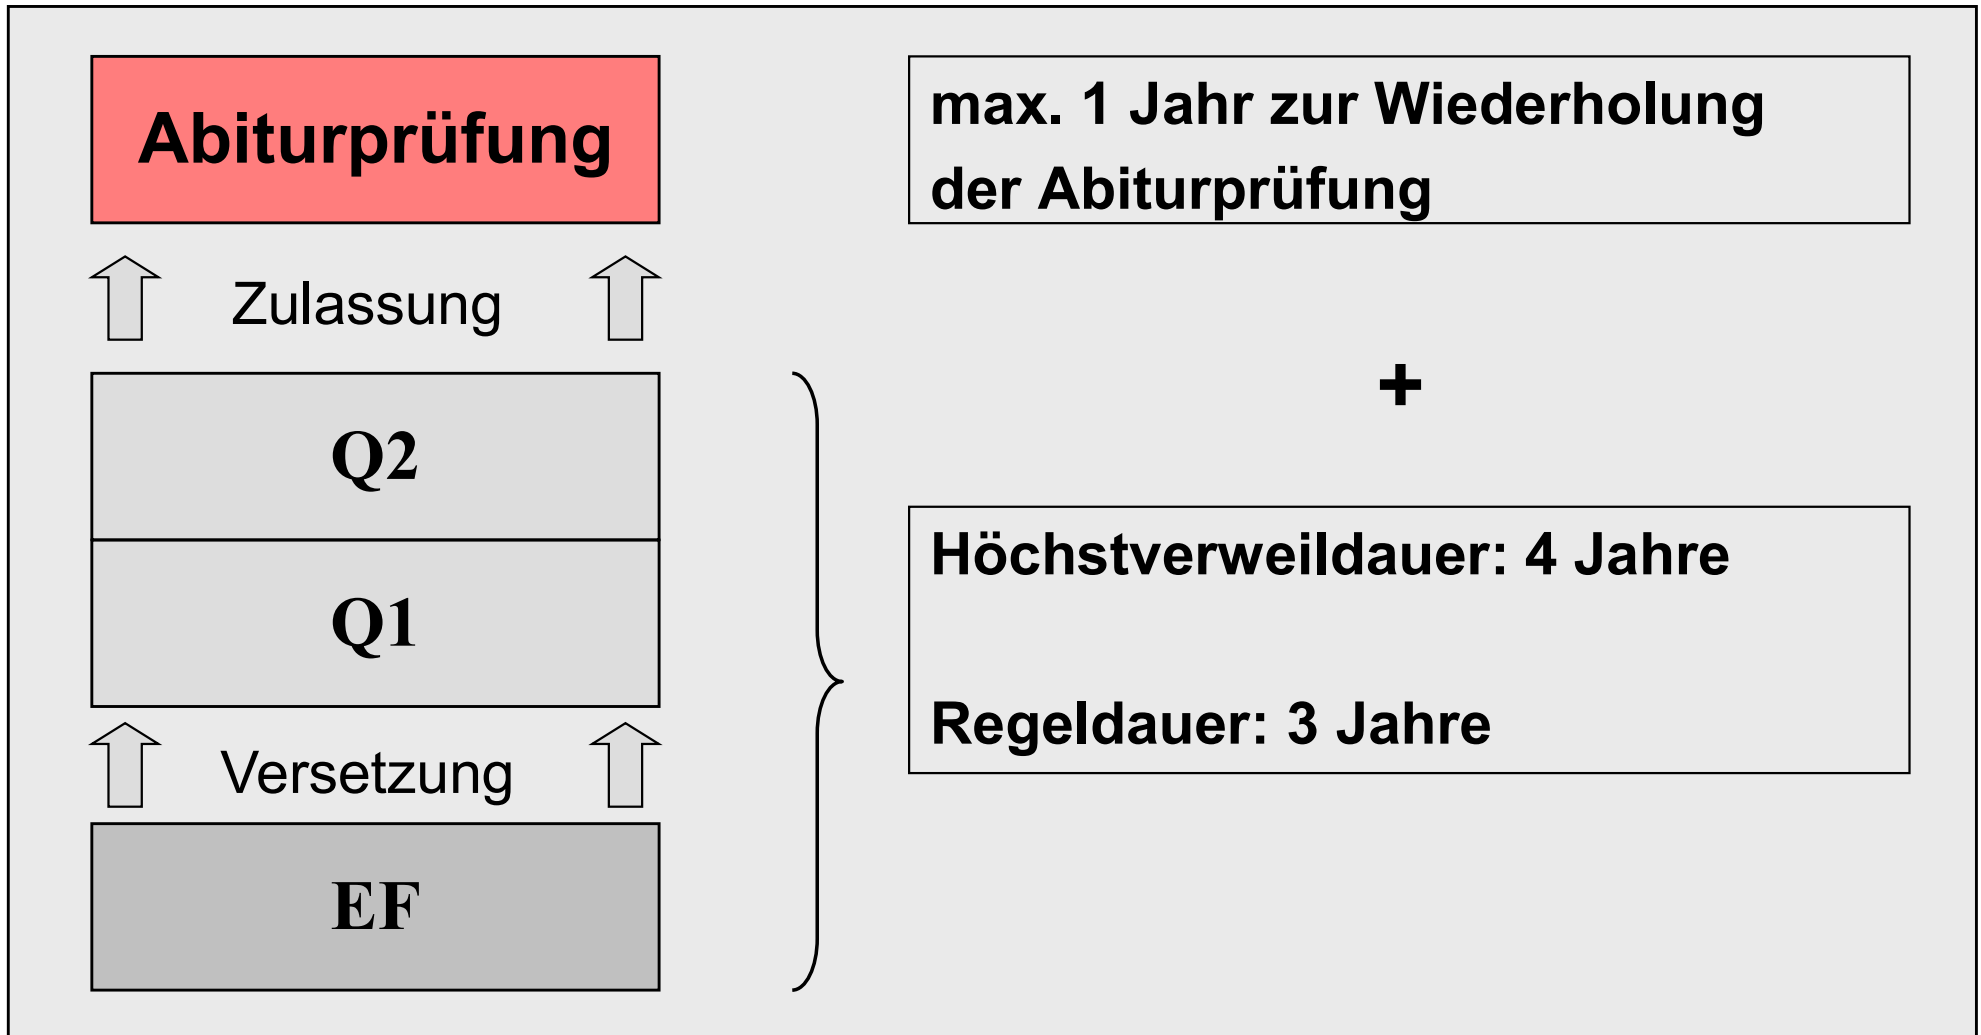 Abiturprüfung
Zulassung
Q2
Q1
Versetzung
EF
max. 1 Jahr zur Wiederholung
der Abiturprüfung
+
Höchstverweildauer: 4 Jahre
Regeldauer: 3 Jahre